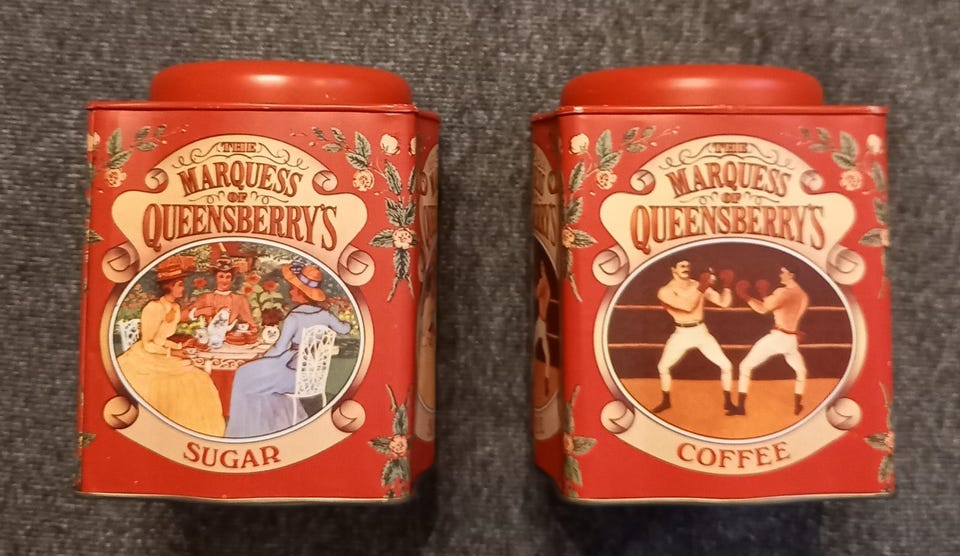 THE
MARQUESS
OF
QUEENSBERRY'S
SUGAR
THE
MARQUESS
OF
QUEENSBERRY'S
COFFEE